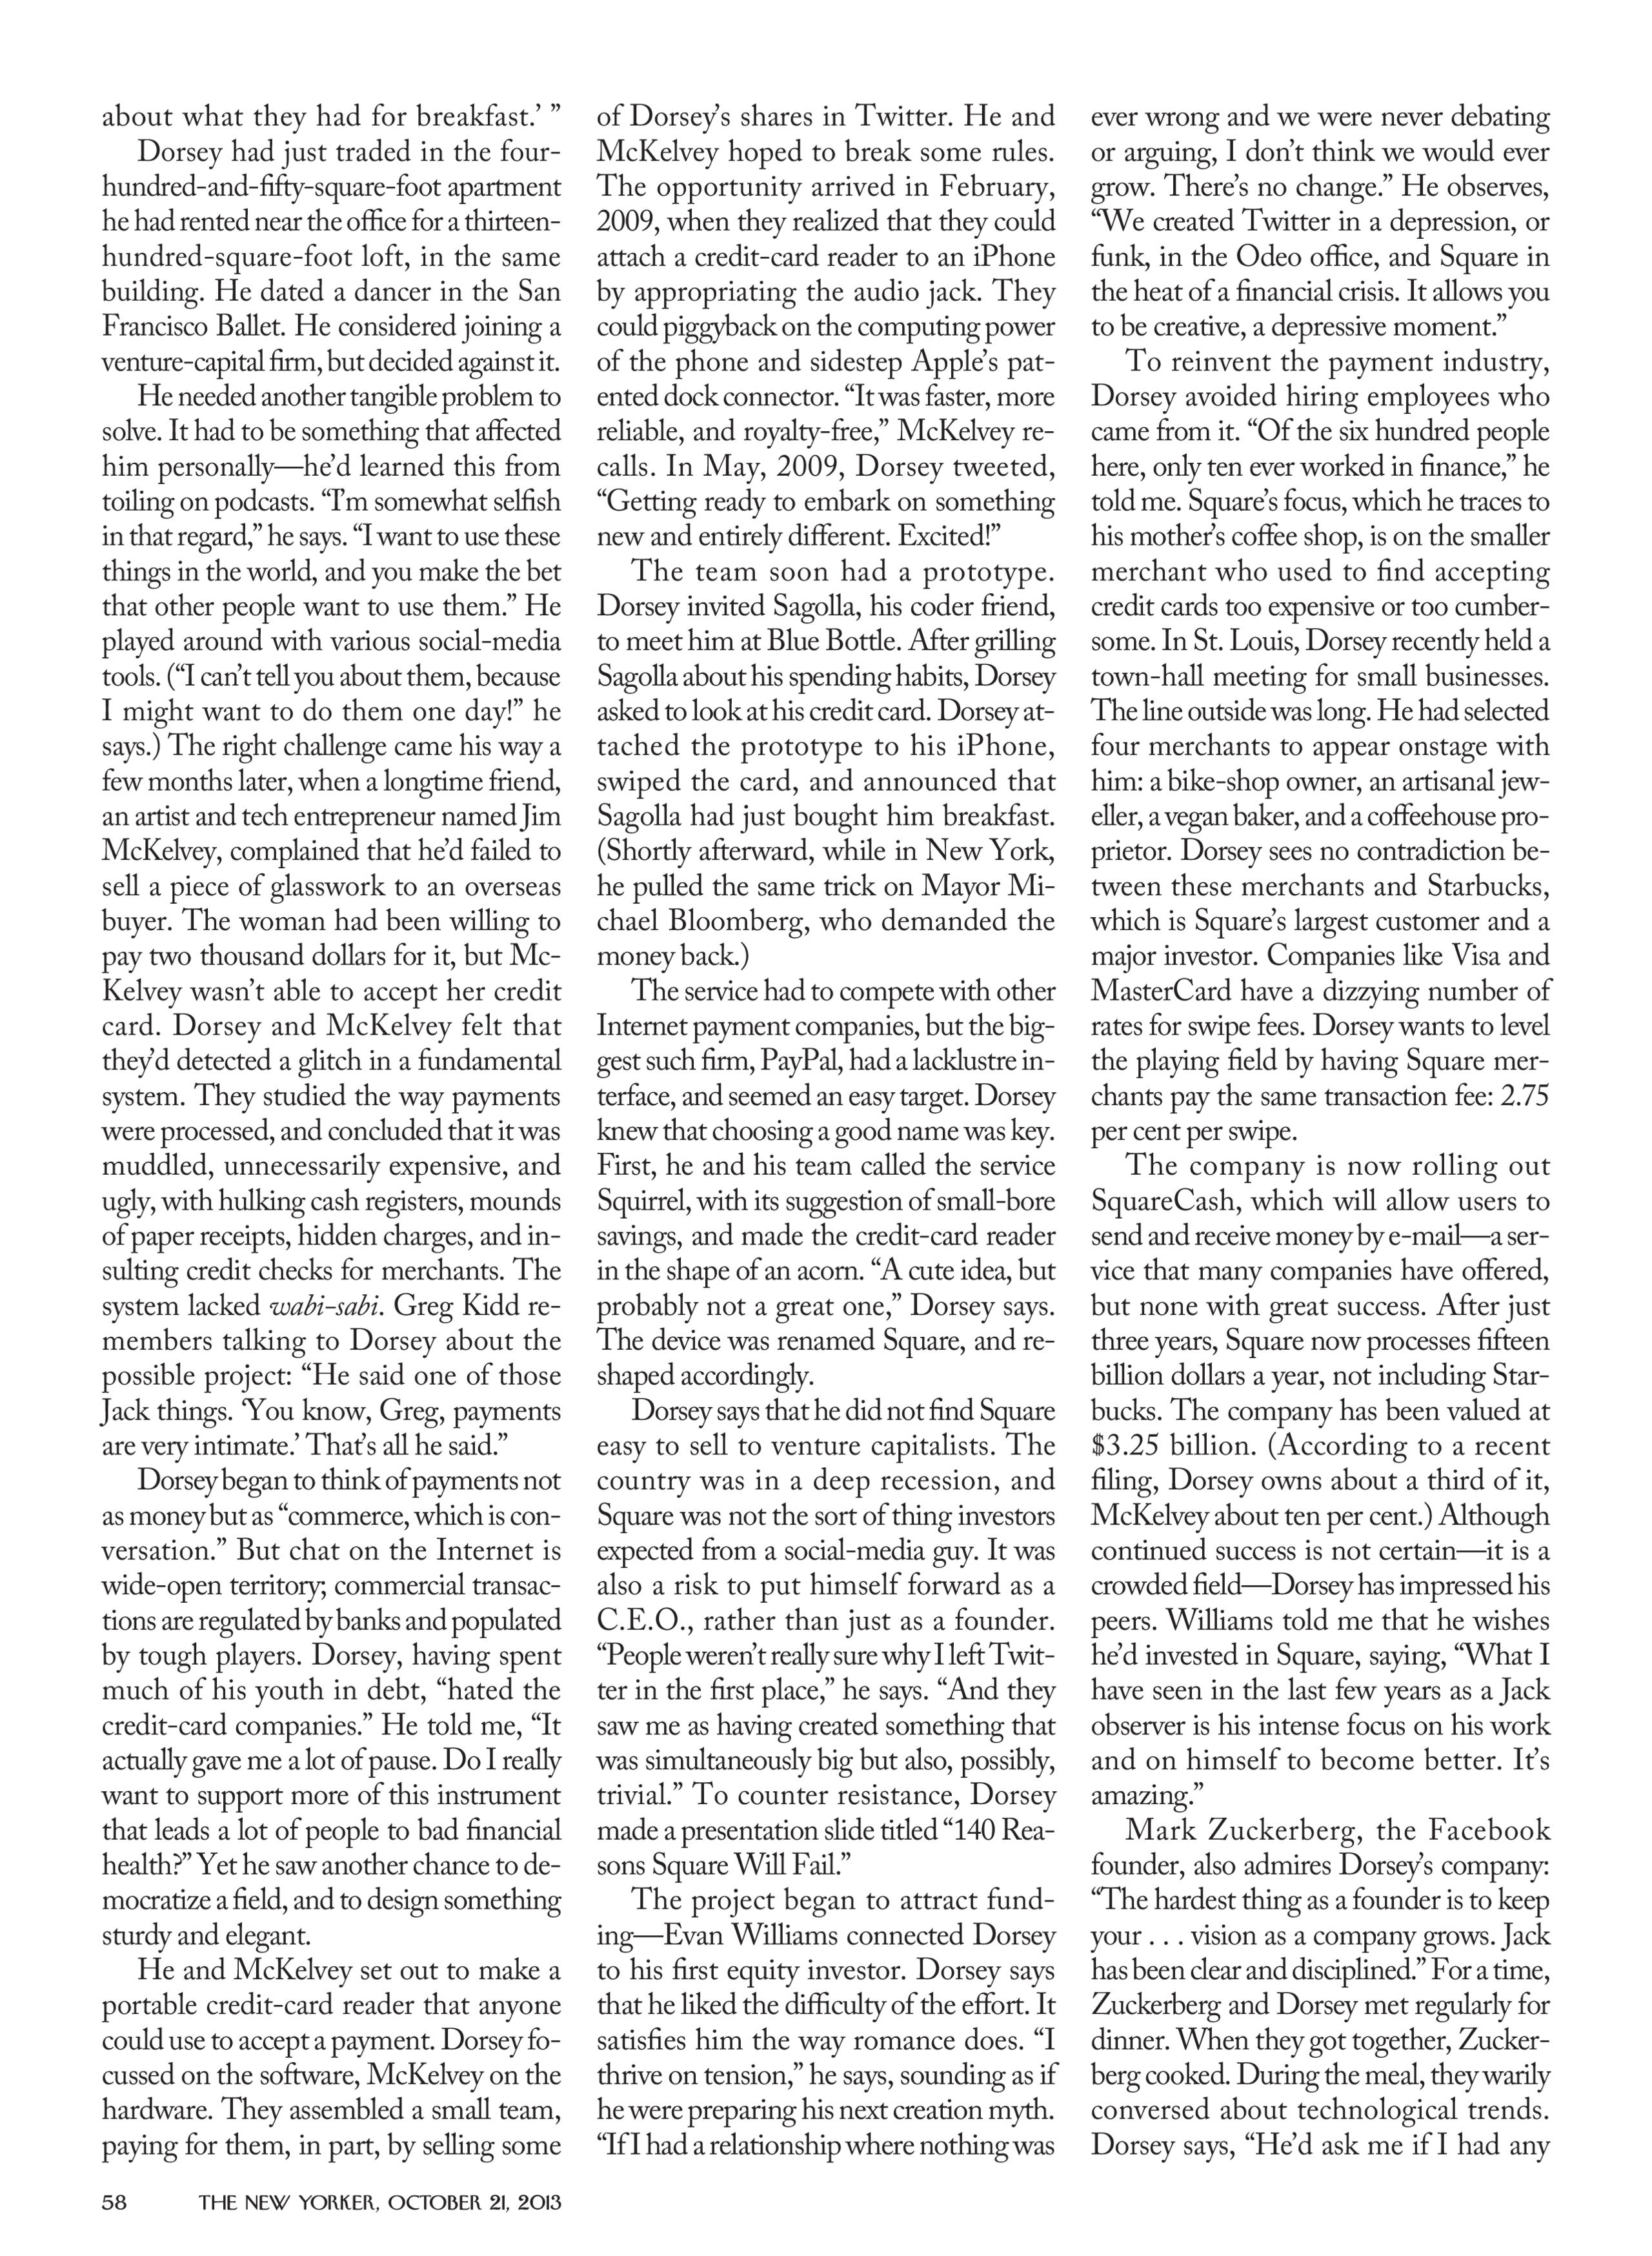 about what they had for breakfast.’ ”
Dorsey had just traded in the four-
hundred-and-fifty-square-foot apartment
he had rented near the office for a thirteen-
hundred-square-foot loft, in the same
building. He dated a dancer in the San
Francisco Ballet. He considered joining a
venture-capital firm, but decided against it.
He needed another tangible problem to
solve. It had to be something that affected
him personally—he’d learned this from
toiling on podcasts. “I’m somewhat selfish
in that regard,” he says. “I want to use these
things in the world, and you make the bet
that other people want to use them.” He
played around with various social-media
tools. (“I can’t tell you about them, because
I might want to do them one day!” he
says.) The right challenge came his way a
few months later, when a longtime friend,
an artist and tech entrepreneur named Jim
McKelvey, complained that he’d failed to
sell a piece of glasswork to an overseas
buyer. The woman had been willing to
pay two thousand dollars for it, but Mc-
Kelvey wasn’t able to accept her credit
card. Dorsey and McKelvey felt that
they’d detected a glitch in a fundamental
system. They studied the way payments
were processed, and concluded that it was
muddled, unnecessarily expensive, and
ugly, with hulking cash registers, mounds
of paper receipts, hidden charges, and in-
sulting credit checks for merchants. The
system lacked wabi-sabi. Greg Kidd re-
members talking to Dorsey about the
possible project: “He said one of those
Jack things. ‘You know, Greg, payments
are very intimate.’ That’s all he said.”
Dorsey began to think of payments not
as money but as “commerce, which is con-
versation.” But chat on the Internet is
wide-open territory; commercial transac-
tions are regulated by banks and populated
by tough players. Dorsey, having spent
much of his youth in debt, “hated the
credit-card companies.” He told me, “It
actually gave me a lot of pause. Do I really
want to support more of this instrument
that leads a lot of people to bad financial
health?” Yet he saw another chance to de-
mocratize a field, and to design something
sturdy and elegant.
He and McKelvey set out to make a
portable credit-card reader that anyone
could use to accept a payment. Dorsey fo-
cussed on the software, McKelvey on the
hardware. They assembled a small team,
paying for them, in part, by selling some
of Dorsey’s shares in Twitter. He and
McKelvey hoped to break some rules.
The opportunity arrived in February,
2009, when they realized that they could
attach a credit-card reader to an iPhone
by appropriating the audio jack. They
could piggyback on the computing power
of the phone and sidestep Apple’s pat-
ented dock connector. “It was faster, more
reliable, and royalty-free,” McKelvey re-
calls. In May, 2009, Dorsey tweeted,
“Getting ready to embark on something
new and entirely different. Excited!”
The team soon had a prototype.
Dorsey invited Sagolla, his coder friend,
to meet him at Blue Bottle. After grilling
Sagolla about his spending habits, Dorsey
asked to look at his credit card. Dorsey at-
tached the prototype to his iPhone,
swiped the card, and announced that
Sagolla had just bought him breakfast.
(Shortly afterward, while in New York,
he pulled the same trick on Mayor Mi-
chael Bloomberg, who demanded the
money back.)
The service had to compete with other
Internet payment companies, but the big-
gest such firm, PayPal, had a lacklustre in-
terface, and seemed an easy target. Dorsey
knew that choosing a good name was key.
First, he and his team called the service
Squirrel, with its suggestion of small-bore
savings, and made the credit-card reader
in the shape of an acorn. “A cute idea, but
probably not a great one,” Dorsey says.
The device was renamed Square, and re-
shaped accordingly.
Dorsey says that he did not find Square
easy to sell to venture capitalists. The
country was in a deep recession, and
Square was not the sort of thing investors
expected from a social-media guy. It was
also a risk to put himself forward as a
C.E.O., rather than just as a founder.
“People weren’t really sure why I left Twit-
ter in the first place,” he says. “And they
saw me as having created something that
was simultaneously big but also, possibly,
trivial.” To counter resistance, Dorsey
made a presentation slide titled “140 Rea-
sons Square Will Fail.”
The project began to attract fund-
ing—Evan Williams connected Dorsey
to his first equity investor. Dorsey says
that he liked the difficulty of the effort. It
satisfies him the way romance does. “I
thrive on tension,” he says, sounding as if
he were preparing his next creation myth.
“If I had a relationship where nothing was
ever wrong and we were never debating
or arguing, I don’t think we would ever
grow. There’s no change.” He observes,
“We created Twitter in a depression, or
funk, in the Odeo office, and Square in
the heat of a financial crisis. It allows you
to be creative, a depressive moment.”
To reinvent the payment industry,
Dorsey avoided hiring employees who
came from it. “Of the six hundred people
here, only ten ever worked in finance,” he
told me. Square’s focus, which he traces to
his mother’s coffee shop, is on the smaller
merchant who used to find accepting
credit cards too expensive or too cumber-
some. In St. Louis, Dorsey recently held a
town-hall meeting for small businesses.
The line outside was long. He had selected
four merchants to appear onstage with
him: a bike-shop owner, an artisanal jew-
eller, a vegan baker, and a coffeehouse pro-
prietor. Dorsey sees no contradiction be-
tween these merchants and Starbucks,
which is Square’s largest customer and a
major investor. Companies like Visa and
MasterCard have a dizzying number of
rates for swipe fees. Dorsey wants to level
the playing field by having Square mer-
chants pay the same transaction fee: 2.75
per cent per swipe.
The company is now rolling out
SquareCash, which will allow users to
send and receive money by e-mail—a ser-
vice that many companies have offered,
but none with great success. After just
three years, Square now processes fifteen
billion dollars a year, not including Star-
bucks. The company has been valued at
$3.25 billion. (According to a recent
filing, Dorsey owns about a third of it,
McKelvey about ten per cent.) Although
continued success is not certain—it is a
crowded field—Dorsey has impressed his
peers. Williams told me that he wishes
he’d invested in Square, saying, “What I
have seen in the last few years as a Jack
observer is his intense focus on his work
and on himself to become better. It’s
amazing.”
Mark Zuckerberg, the Facebook
founder, also admires Dorsey’s company:
“The hardest thing as a founder is to keep
your . . . vision as a company grows. Jack
has been clear and disciplined.” For a time,
Zuckerberg and Dorsey met regularly for
dinner. When they got together, Zucker-
berg cooked. During the meal, they warily
conversed about technological trends.
Dorsey says, “He’d ask me if I had any
58 THE NEW YORKER, OCTOBER 21, 2013